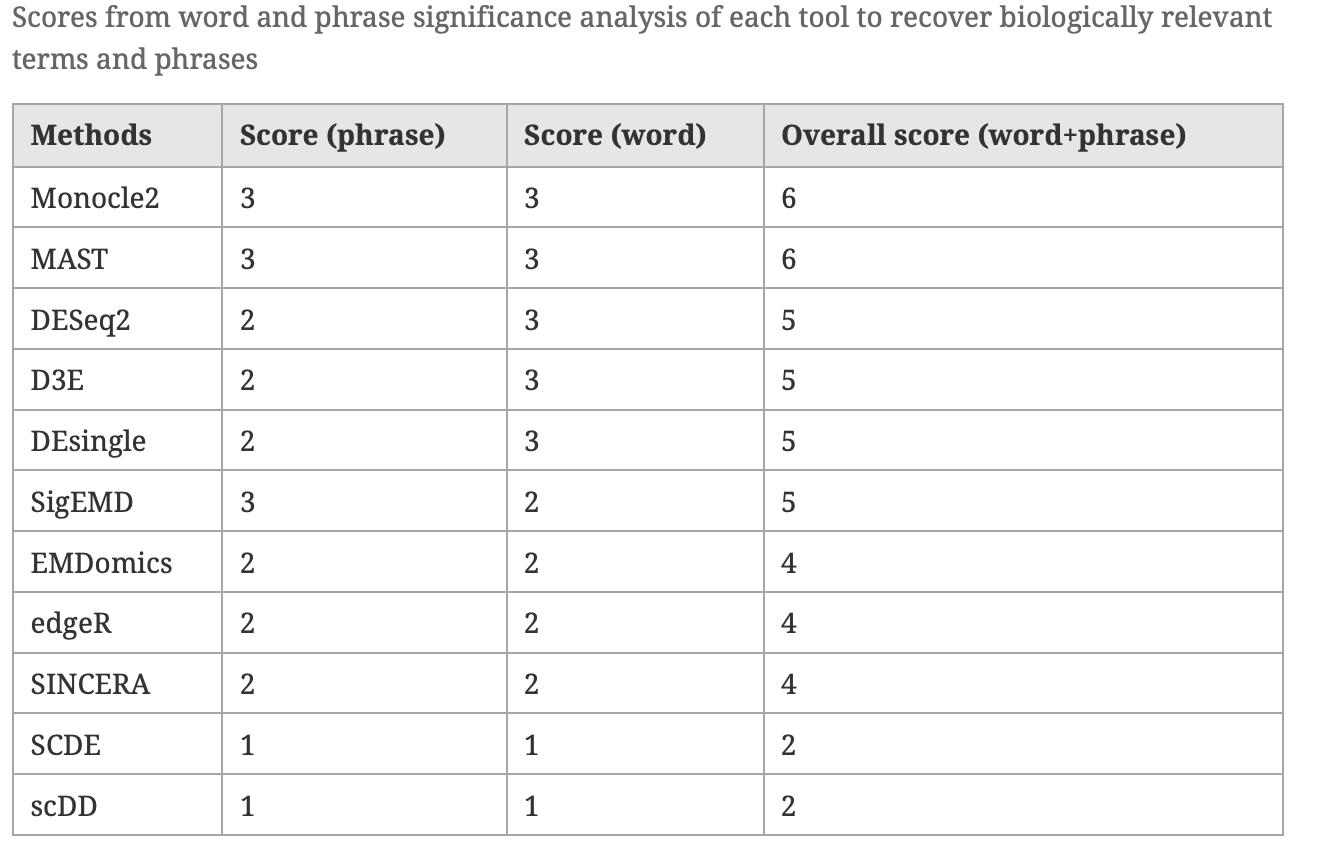 Scores from word and phrase significance analysis of each tool to recover biologically relevant
terms and phrases
Methods Score (phrase) Score (word) Overall score (word+phrase)
Monocle2 3 3 6
MAST 3 3 6
DESeq2 2 3 5
D3E 2 3 5
DEsingle 2 3 5
SigEMD 3 2 5
EMDomics 2 2 4
edgeR 2 2 4
SINCERA 2 2 4
SCDE 1 1 2
scDD 1 1 2